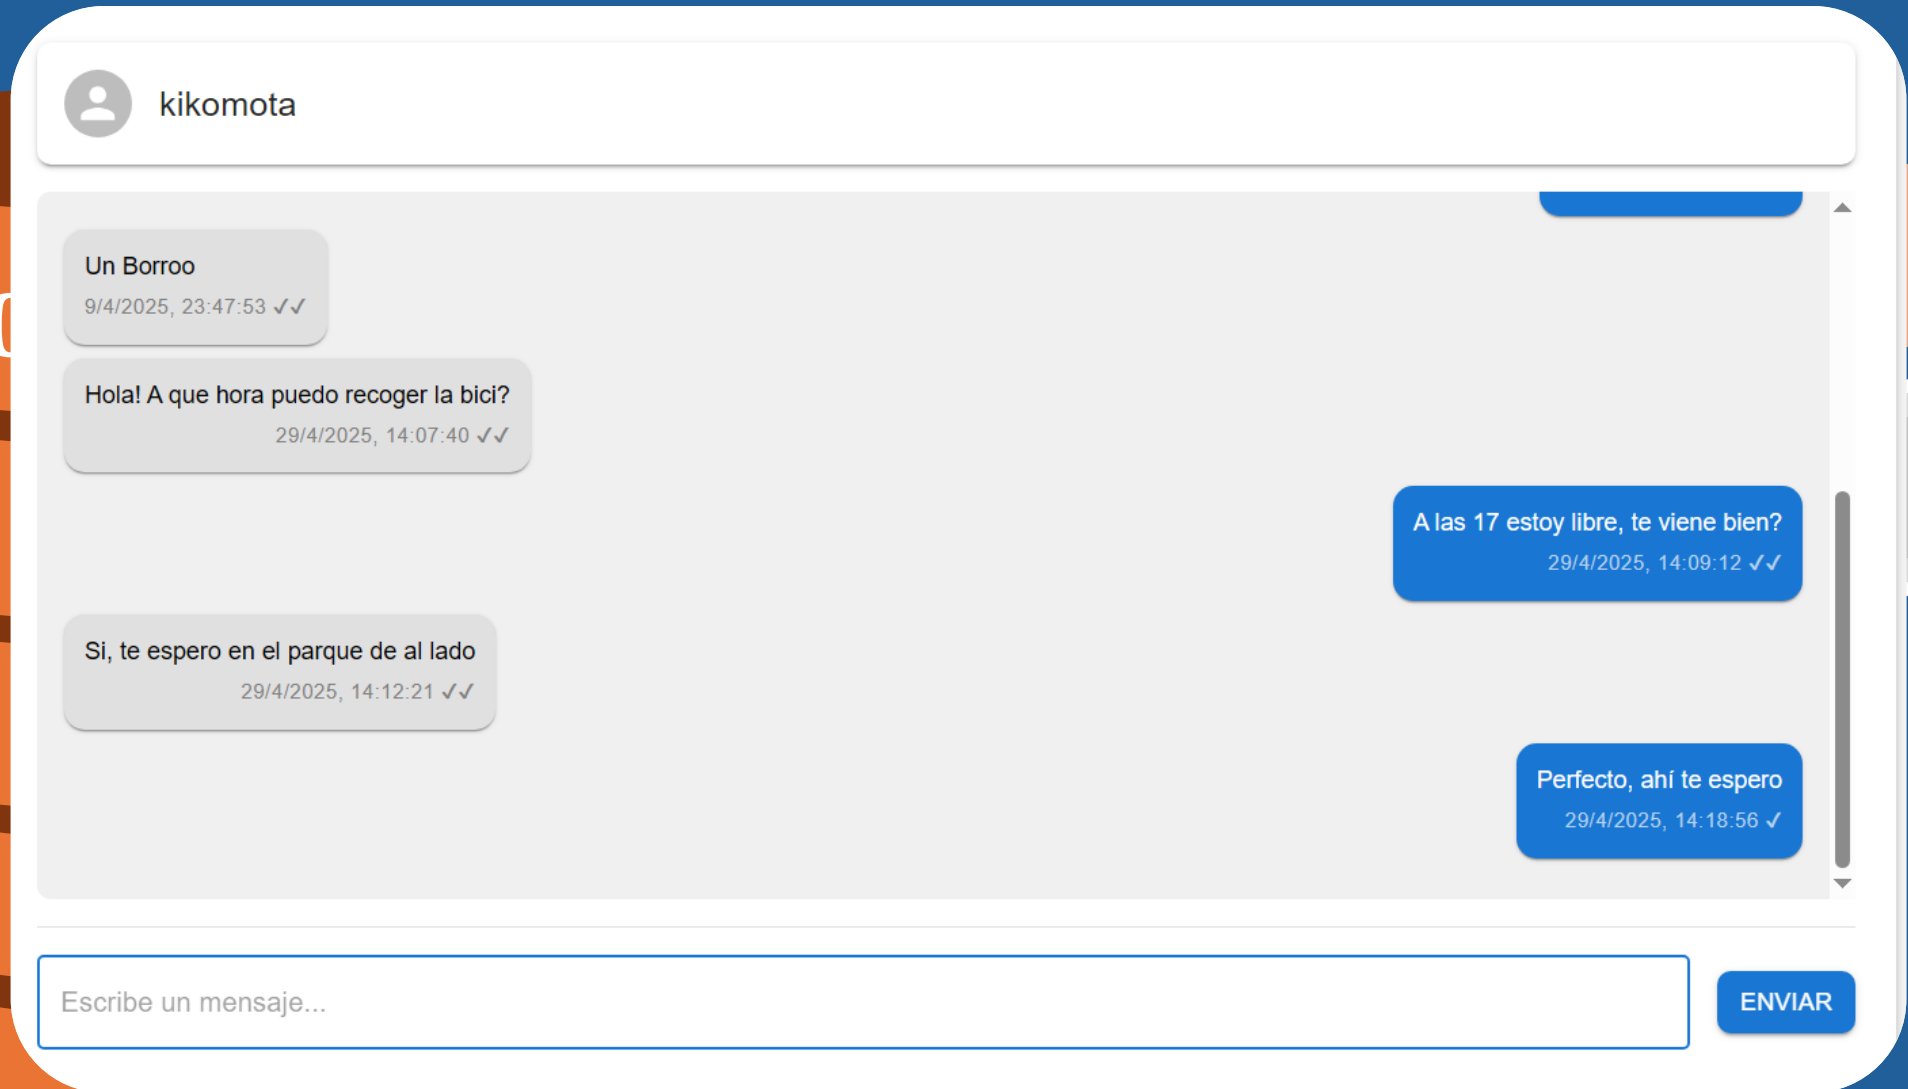 kikomota
Un Borroo
9/4/2025, 23:47:53 ✓✓
Hola! A que hora puedo recoger la bici?
29/4/2025, 14:07:40 ✓✓
A las 17 estoy libre, te viene bien?
29/4/2025, 14:09:12 ✓✓
Si, te espero en el parque de al lado
29/4/2025, 14:12:21 ✓✓
Perfecto, ahí te espero
29/4/2025, 14:18:56 ✓
Escribe un mensaje...
ENVIAR